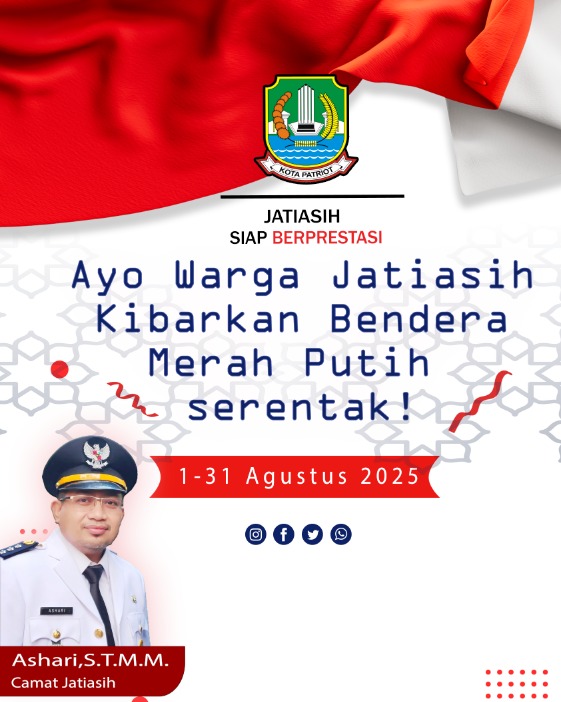 KOTA PATRIOT
JATIASIH
SIAP BERPRESTASI
Ayo Warga Jatiasih
Kibarkan Bendera
Merah Putih
serentak!
1-31 Agustus 2025
ASHARI
Ashari,S.T.M.M.
Camat Jatiasih